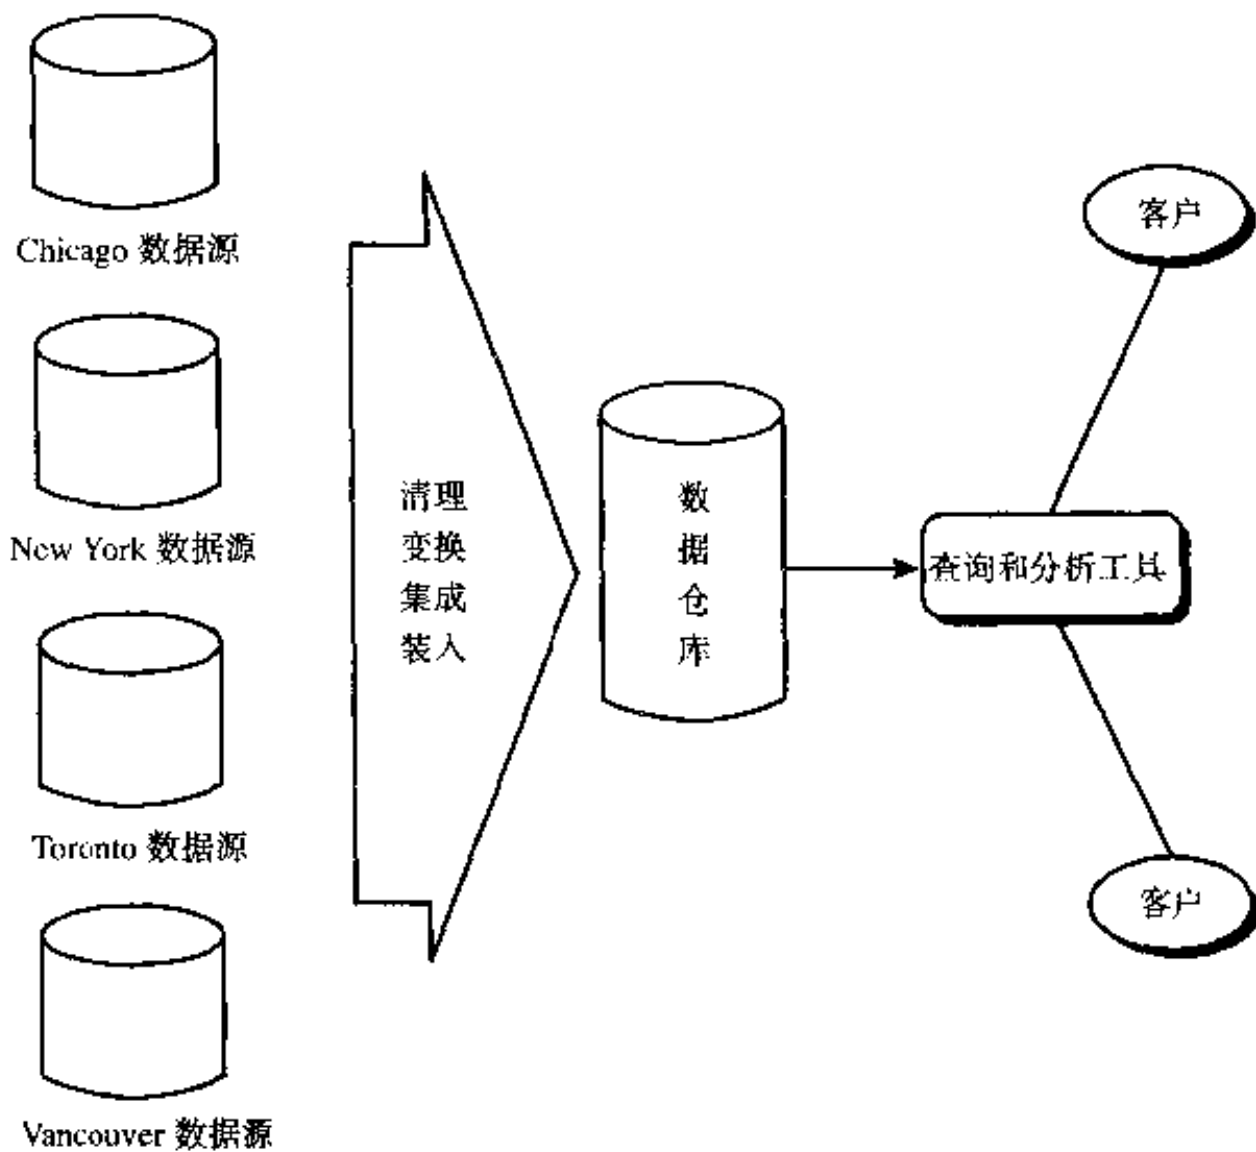 Chicago 数据源
New York 数据源
Toronto 数据源
Vancouver 数据源
清理
变换
集成
装入
数据仓库
查询和分析工具
客户
客户